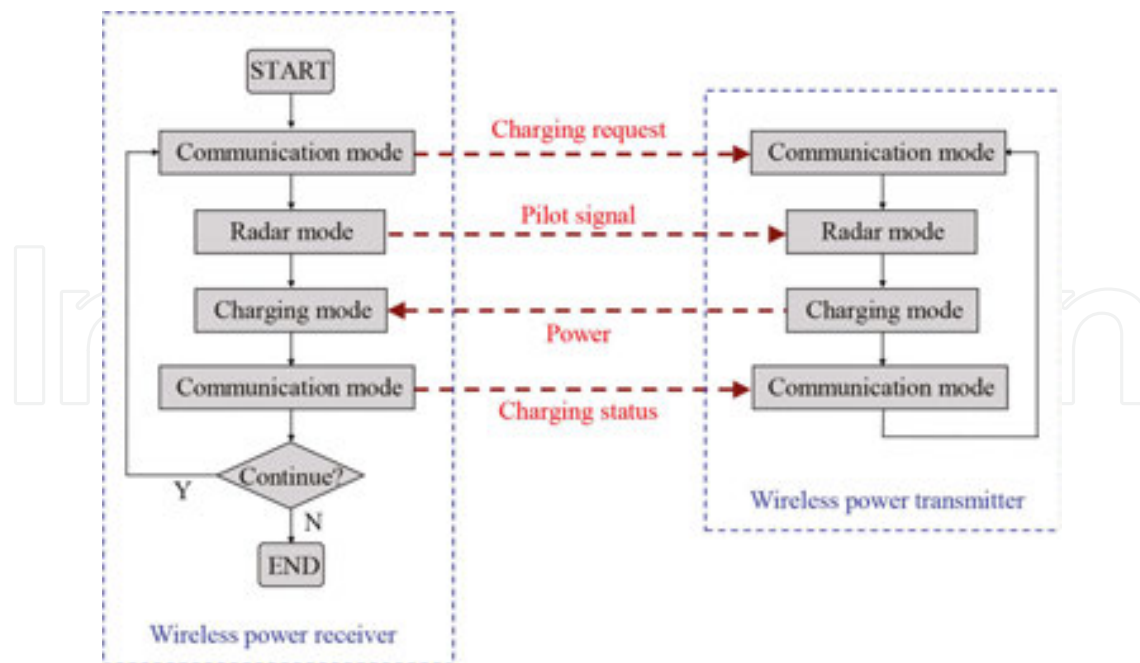 START
Communication mode
Charging request
Communication mode
Radar mode
Pilot signal
Radar mode
Charging mode
Power
Charging mode
Communication mode
Charging status
Communication mode
Continue?
Y
N
END
Wireless power receiver
Wireless power transmitter